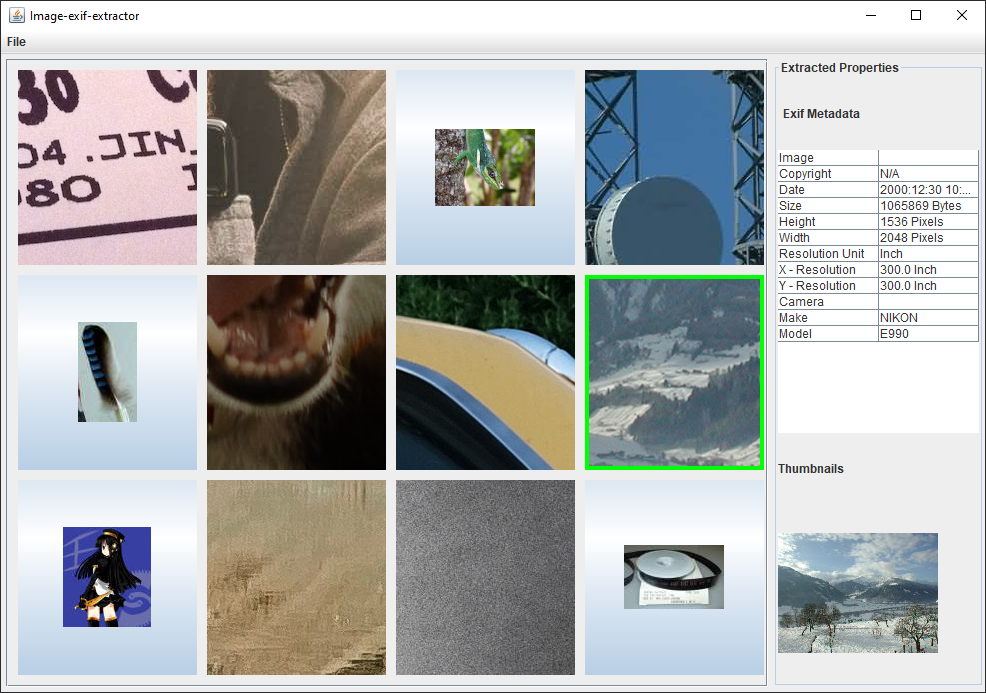 Image-exif-extractor
File
30
04.JIN
080
Extracted Properties
Exif Metadata
Image
Copyright N/A
Date 2000:12:30 10:...
Size 1065869 Bytes
Height 1536 Pixels
Width 2048 Pixels
Resolution Unit Inch
X - Resolution 300.0 Inch
Y - Resolution 300.0 Inch
Camera
Make NIKON
Model E990
Thumbnails